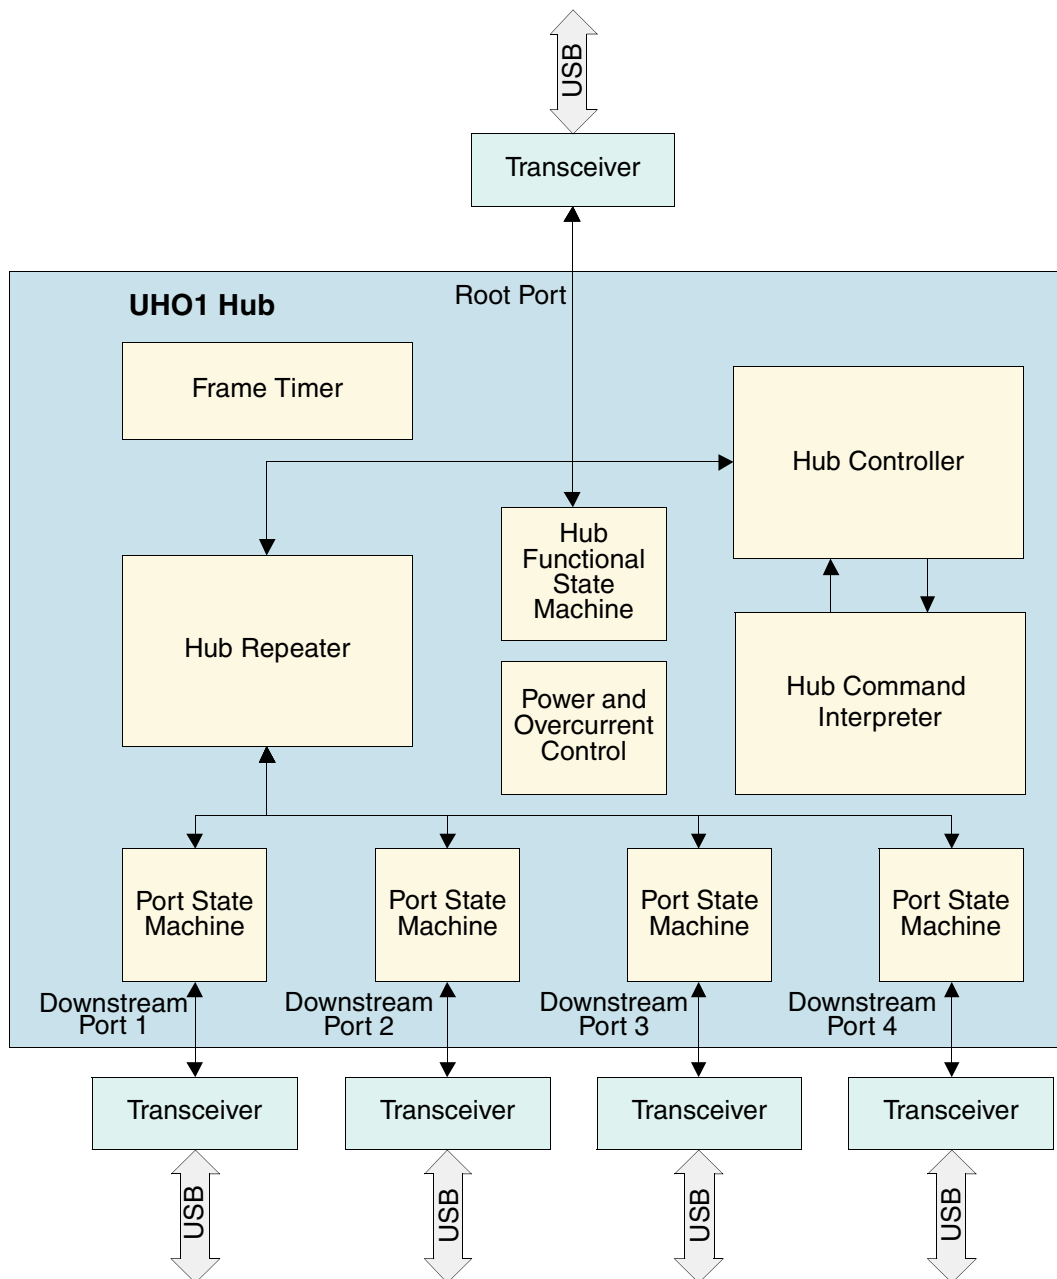 USB
Transceiver
Root Port
UHO1 Hub
Frame Timer
Hub Controller
Hub
Functional
State
Machine
Hub Repeater
Hub Command
Interpreter
Power and
Overcurrent
Control
Port State
Machine
Port State
Machine
Port State
Machine
Port State
Machine
Downstream
Port 1
Downstream
Port 2
Downstream
Port 3
Downstream
Port 4
Transceiver
Transceiver
Transceiver
Transceiver
USB
USB
USB
USB